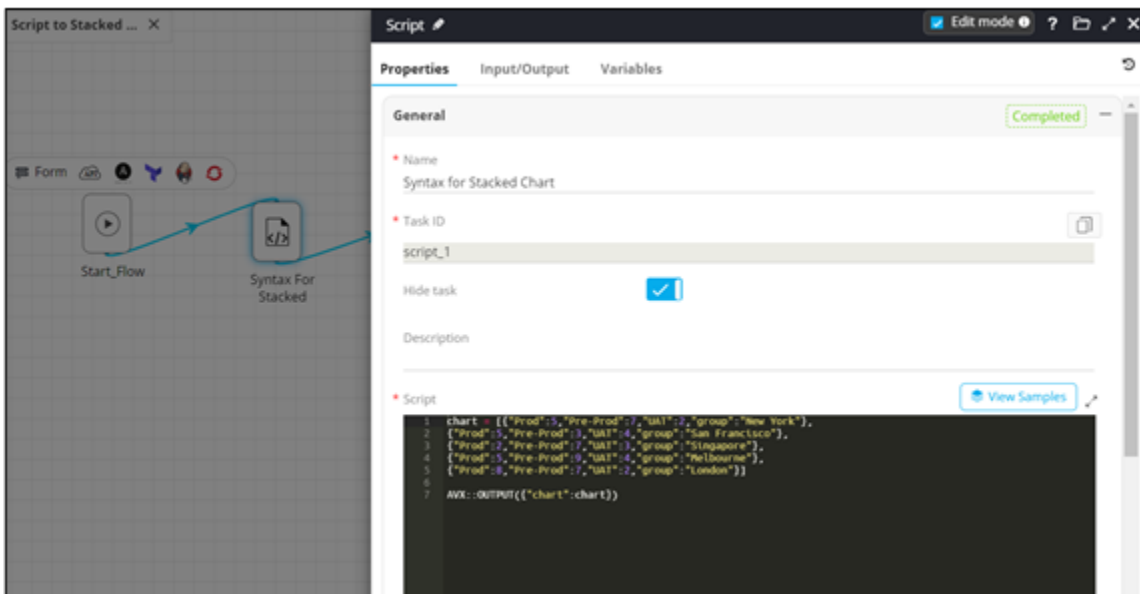 Script to Stacked ...
Script
Edit mode
?
Properties
Input/Output
Variables
General
Completed
* Name
Syntax for Stacked Chart
* Task ID
script_1
Hide task
Description
* Script
View Samples
1 chart = [{"Prod":5,"Pre-Prod":7,"UAT":2,"group":"New York"},
2 {"Prod":5,"Pre-Prod":3,"UAT":4,"group":"San Francisco"},
3 {"Prod":2,"Pre-Prod":7,"UAT":3,"group":"Singapore"},
4 {"Prod":5,"Pre-Prod":9,"UAT":4,"group":"Melbourne"},
5 {"Prod":8,"Pre-Prod":7,"UAT":2,"group":"London"}]
6
7 AVX::OUTPUT({"chart":chart})
Form
API
Start_Flow
Syntax For
Stacked